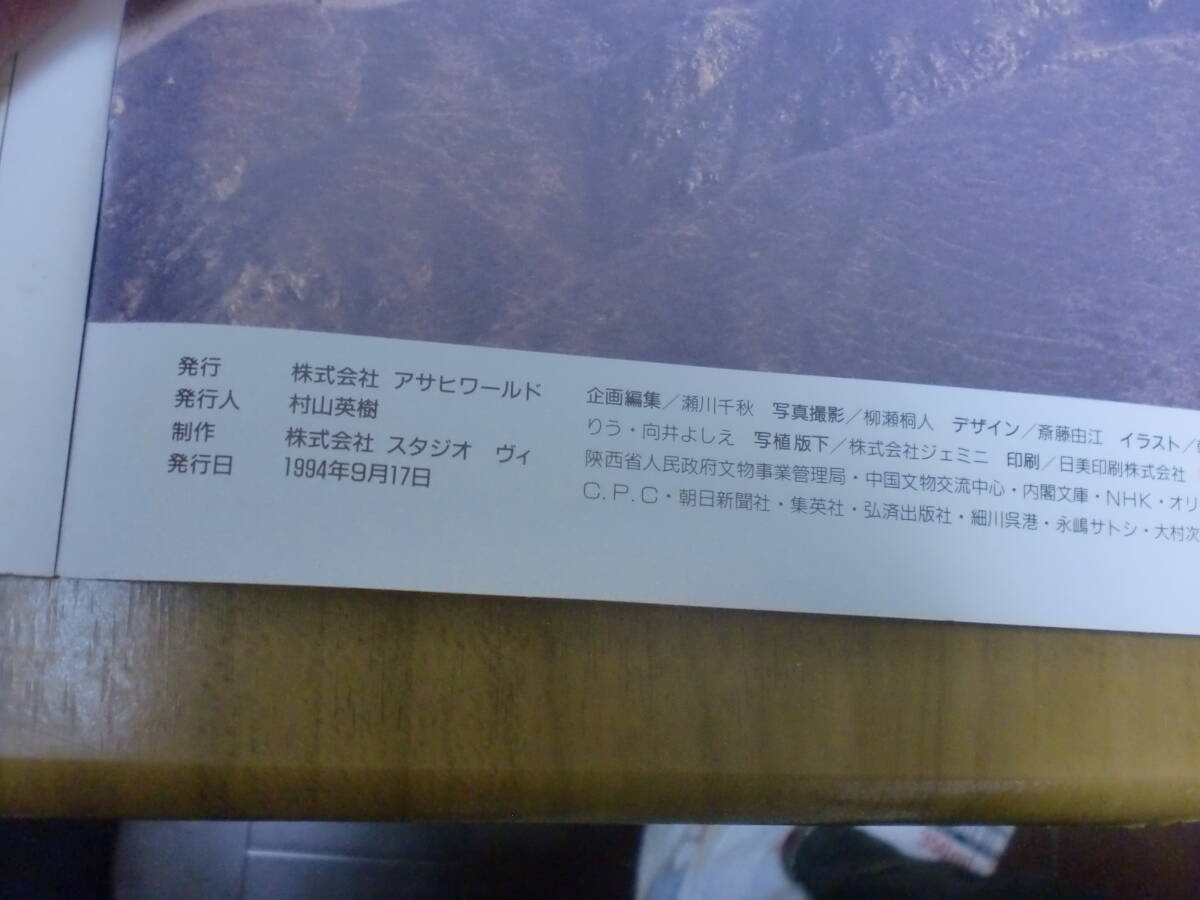 発行　株式会社 アサヒワールド
発行人　村山英樹
制作　株式会社 スタジオ ヴィ
発行日　1994年9月17日
企画編集／瀬川千秋　写真撮影／柳瀬桐人　デザイン／斎藤由江　イラスト／
りう・向井よしえ　写植版下／株式会社ジェミニ　印刷／日美印刷株式会社
陝西省人民政府文物事業管理局・中国文物交流中心・内閣文庫・NHK・オリ
C.P.C・朝日新聞社・集英社・弘済出版社・細川呉港・永嶋サトシ・大村次